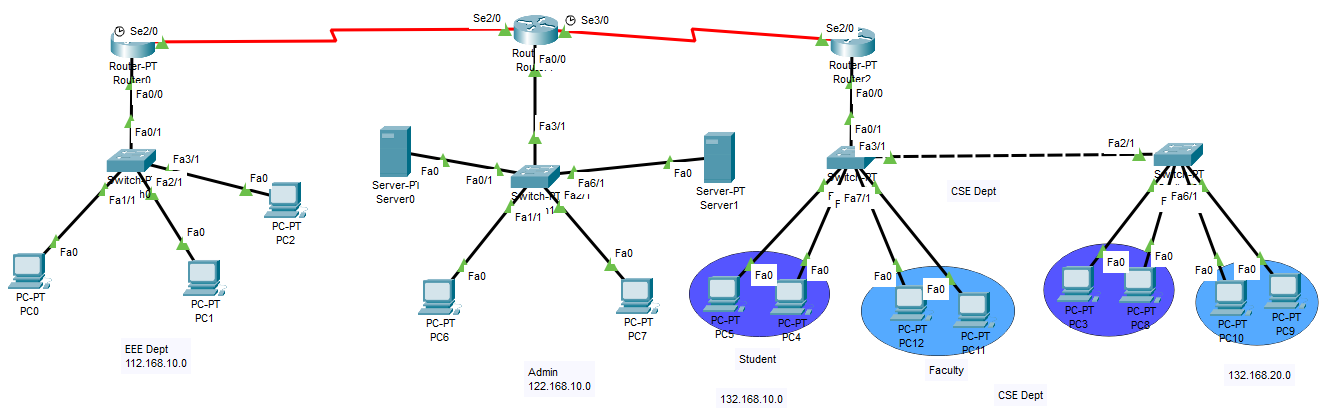 Se2/0
Se2/0
Se3/0
Router-PT
Router0
Fa0/0
Fa0/0
Router-PT
Router2
Fa0/0
Fa0/1
Fa3/1
Fa2/1
Fa1/1
Fa0
PC-PT
PC2
Fa0
PC-PT
PC0
Fa0
PC-PT
PC1
EEE Dept
112.168.10.0
Fa3/1
Fa0
Server-PT
Server0
Fa0/1
Fa6/1
Fa0
Server-PT
Server1
Switch-PT
Fa2/1
Fa1/1
Fa0
PC-PT
PC6
Fa0
PC-PT
PC7
Admin
122.168.10.0
Fa0/1
Fa3/1
Fa7/1
Fa2/1
Fa6/1
CSE Dept
Fa0
Fa0
PC-PT
PC5
PC-PT
PC4
Student
132.168.10.0
Fa0
Fa0
PC-PT
PC12
PC-PT
PC11
Faculty
Fa0
Fa0
PC-PT
PC3
PC-PT
PC8
Fa0
Fa0
PC-PT
PC10
PC-PT
PC9
132.168.20.0
CSE Dept